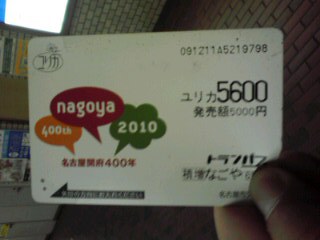 ユリカ
091211A5219798
ユリカ5600
発売額5000円
nagoya
400th
2010
名古屋開府400年
トランパス